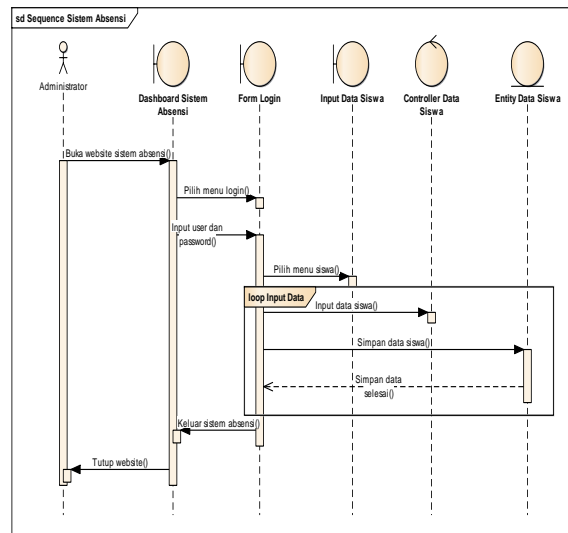 sd Sequence Sistem Absensi
Administrator
Dashboard Sistem
Absensi
Form Login
Input Data Siswa
Controller Data
Siswa
Entity Data Siswa
Buka website sistem absensi()
Pilih menu login()
Input user dan
password()
Pilih menu siswa()
loop Input Data
Input data siswa()
Simpan data siswa()
Simpan data
selesai()
Keluar sistem absensi()
Tutup website()